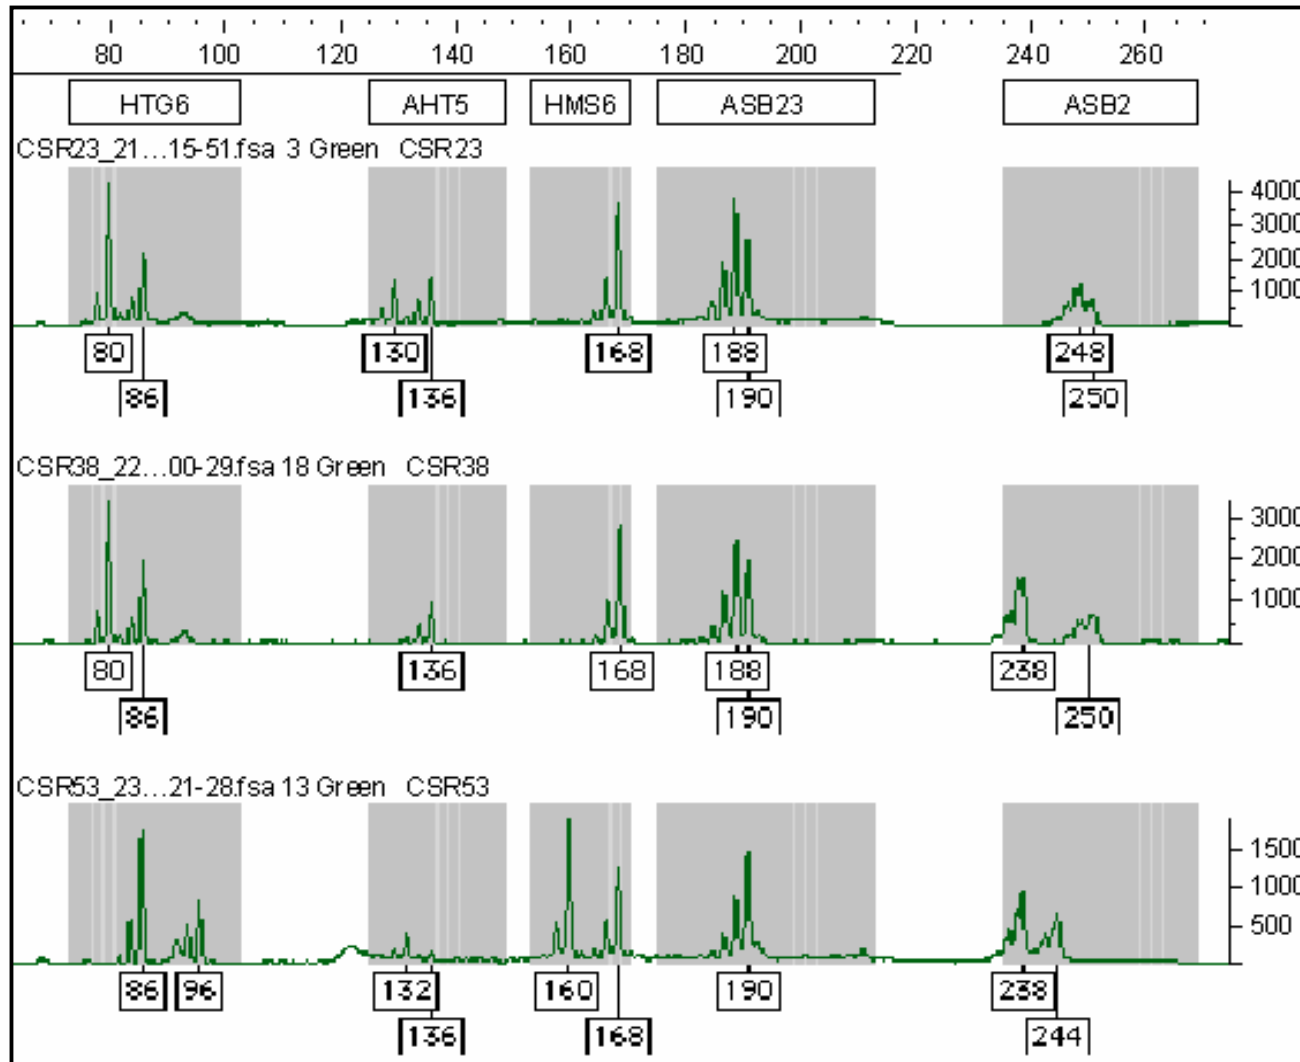 80 100 120 140 160 180 200 220 240 260
HTG6 AHT5 HMS6 ASB23 ASB2
CSR23_21...15-51.fsa 3 Green CSR23
4000
3000
2000
1000
80 130 168 188 248
86 136 190 250
CSR38_22...00-29.fsa 18 Green CSR38
3000
2000
1000
80 136 168 188 238
86 190 250
CSR53_23...21-28.fsa 13 Green CSR53
1500
1000
500
86 96 132 160 190 238
136 168 244